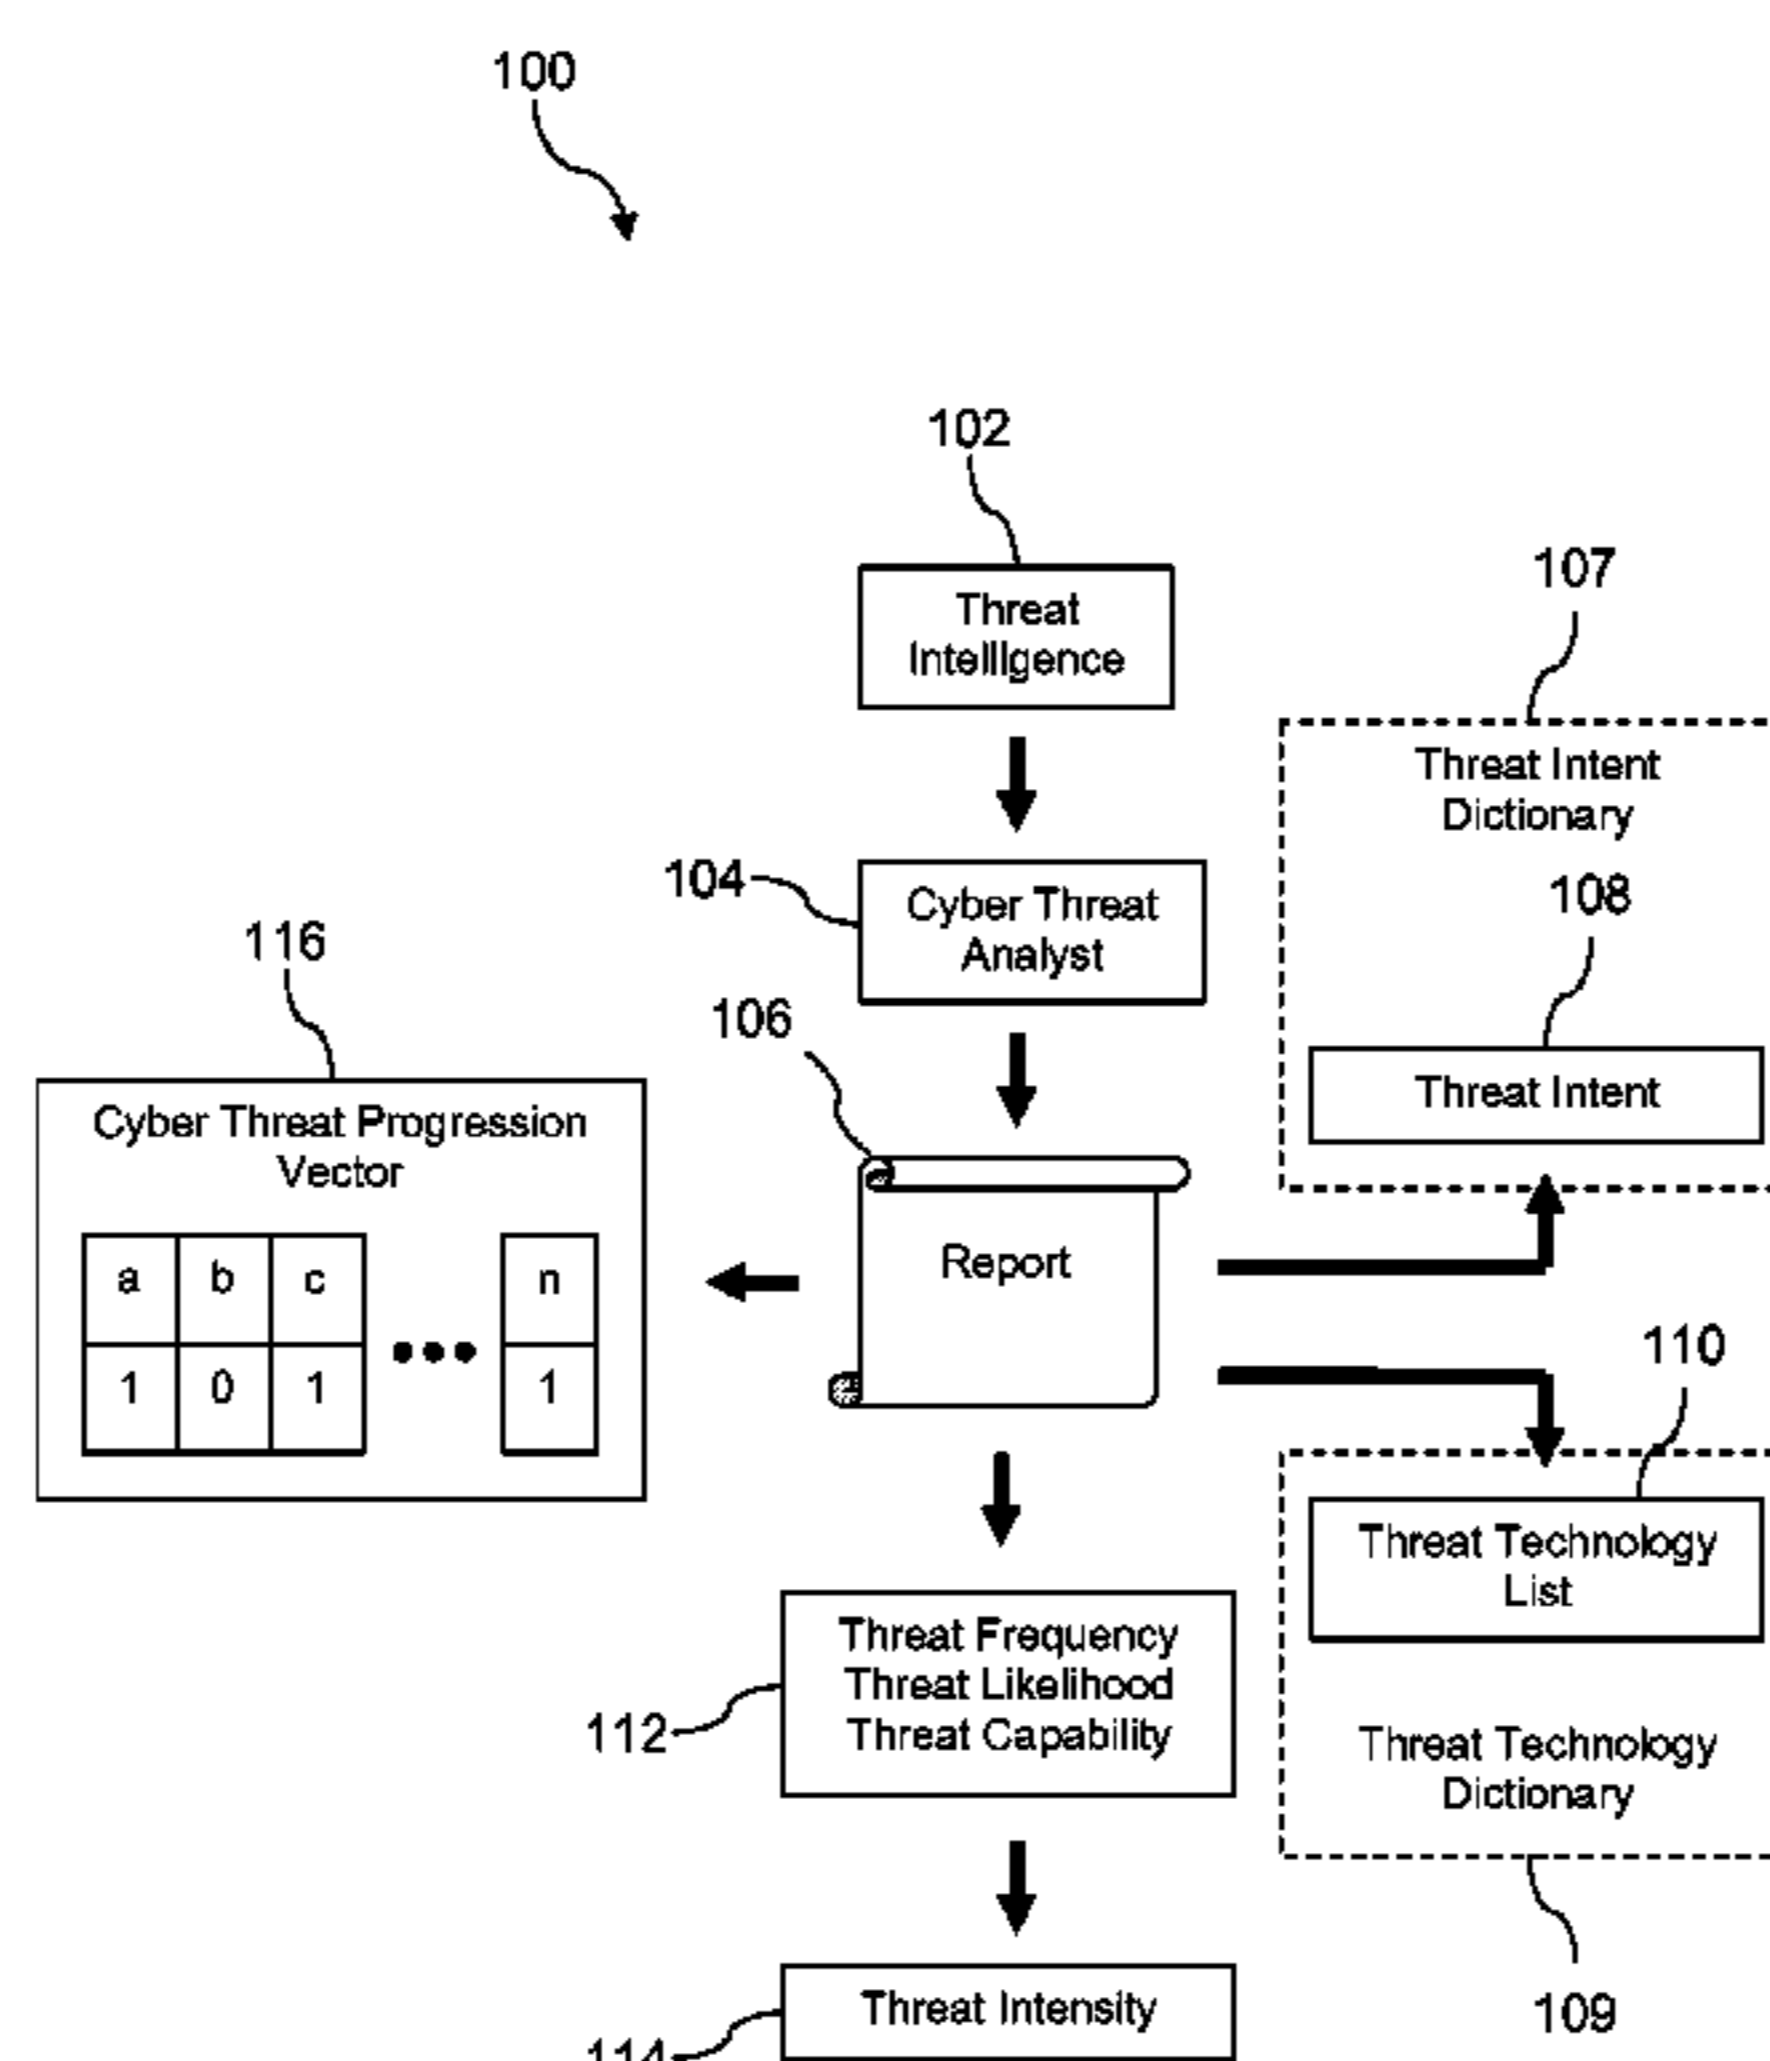 100
102
Threat
Intelligence
107
Threat Intent
Dictionary
104
Cyber Threat
Analyst
108
116
106
Threat Intent
Cyber Threat Progression
Vector
a b c n
1 0 1 1
Report
110
Threat Technology
List
Threat Frequency
Threat Likelihood
Threat Capability
112
Threat Technology
Dictionary
Threat Intensity
109
114